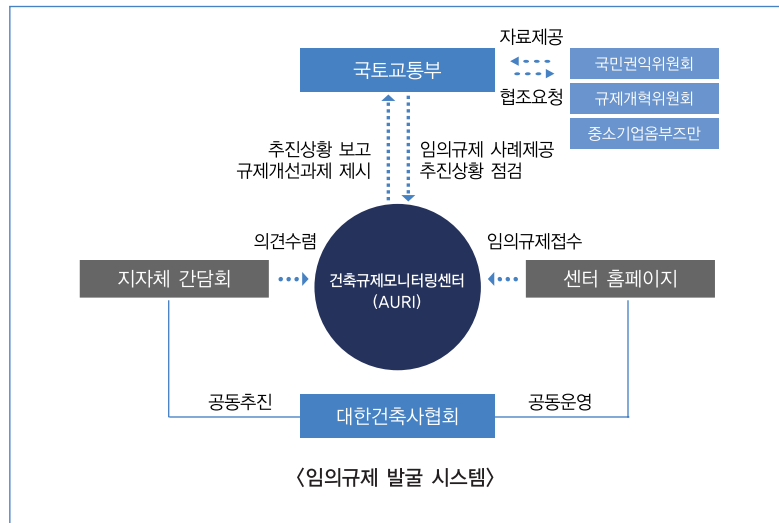 자료제공
국토교통부
국민권익위원회
협조요청
규제개혁위원회
중소기업옴부즈만
추진상황 보고
규제개선과제 제시
임의규제 사례제공
추진상황 점검
의견수렴
임의규제접수
지자체 간담회
건축규제모니터링센터
(AURI)
센터 홈페이지
공동추진
대한건축사협회
공동운영
〈임의규제 발굴 시스템〉